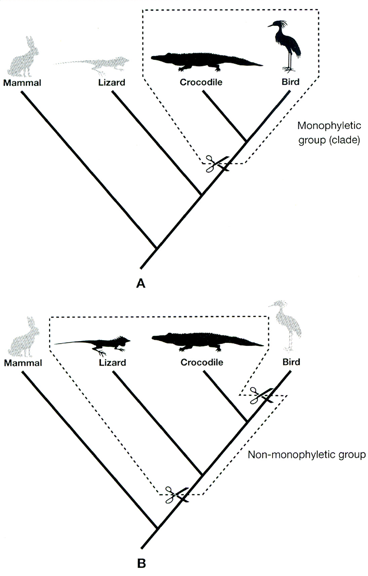 Mammal Lizard Crocodile Bird
Monophyletic
group (clade)
A
Mammal Lizard Crocodile Bird
Non-monophyletic group
B